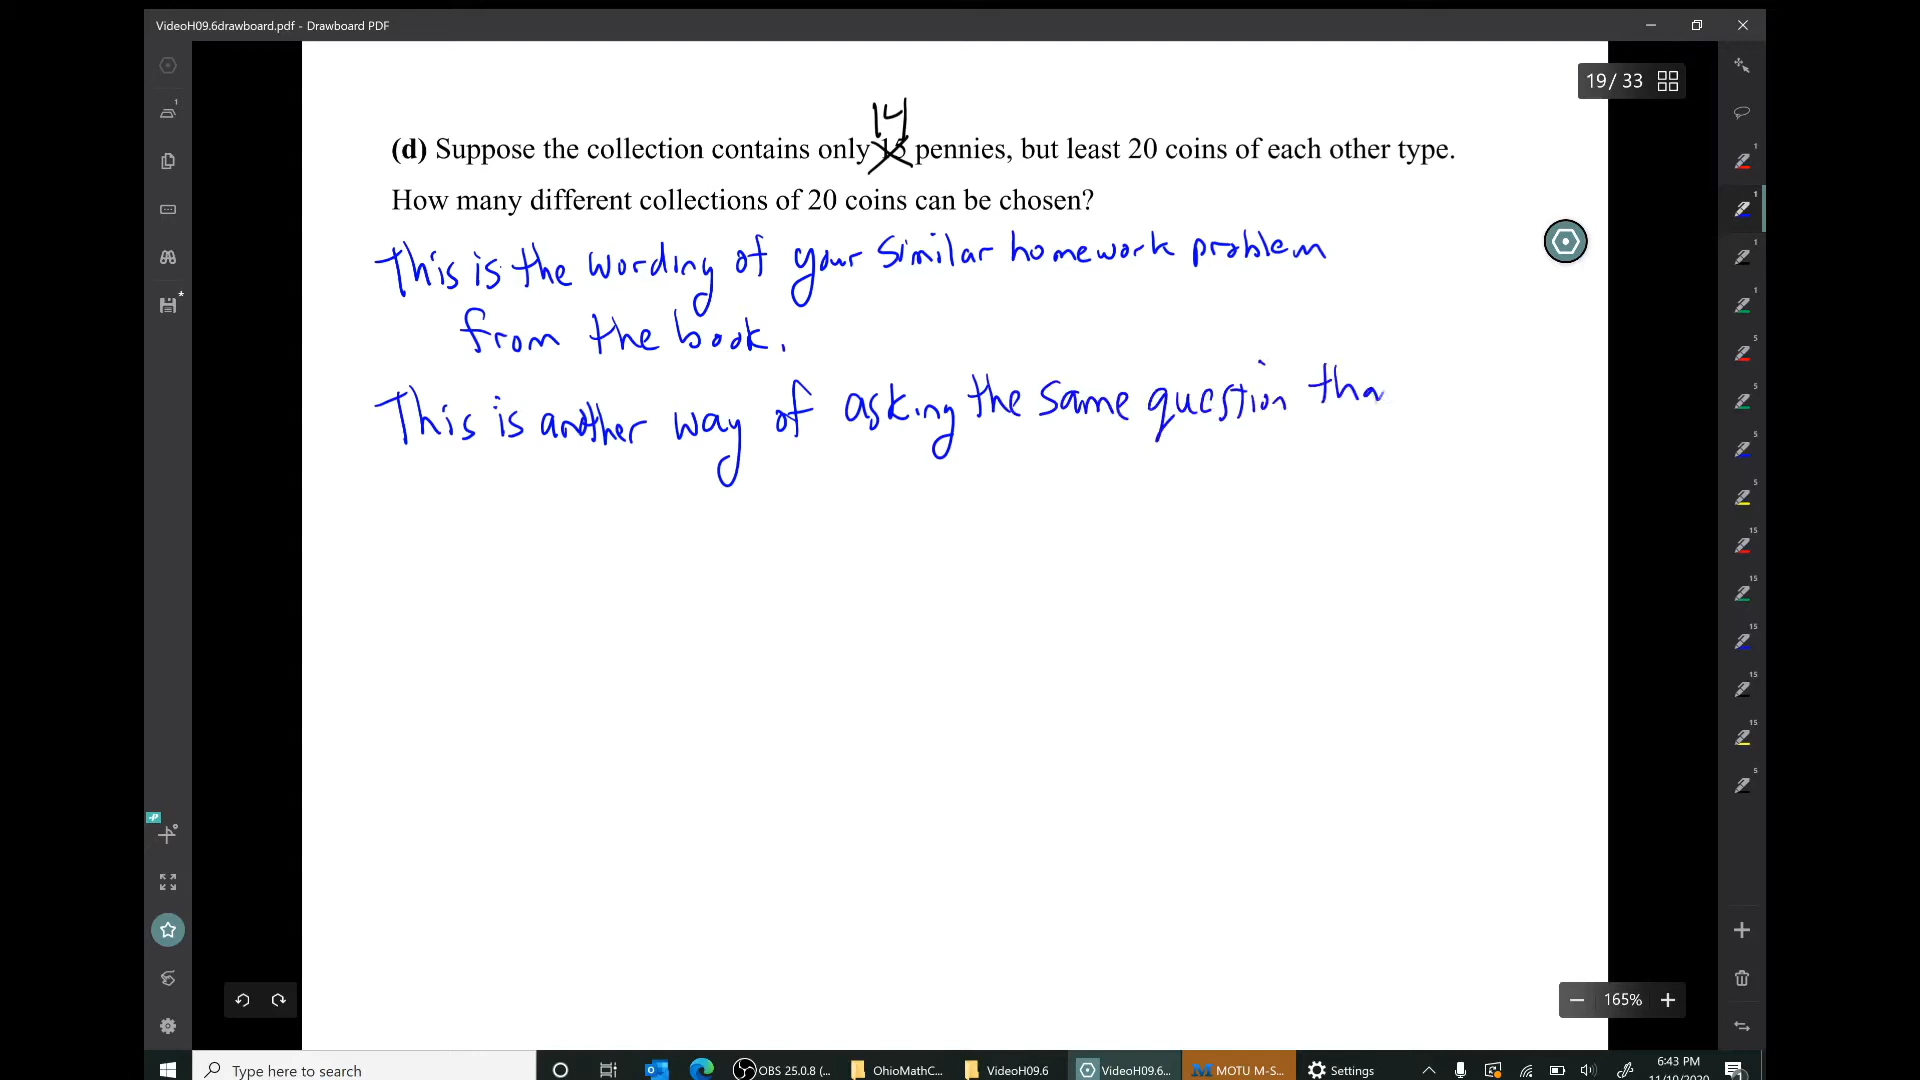 VideoH09.6drawboard.pdf - Drawboard PDF
19 / 33
14
(d) Suppose the collection contains only 15 pennies, but least 20 coins of each other type.
How many different collections of 20 coins can be chosen?
This is the wording of your similar homework problem
from the book.
This is another way of asking the same question tha
165%
Type here to search
OBS 25.0.8 (...
OhioMathC...
VideoH09.6
VideoH09.6...
MOTU M-S...
Settings
6:43 PM
11/10/2020